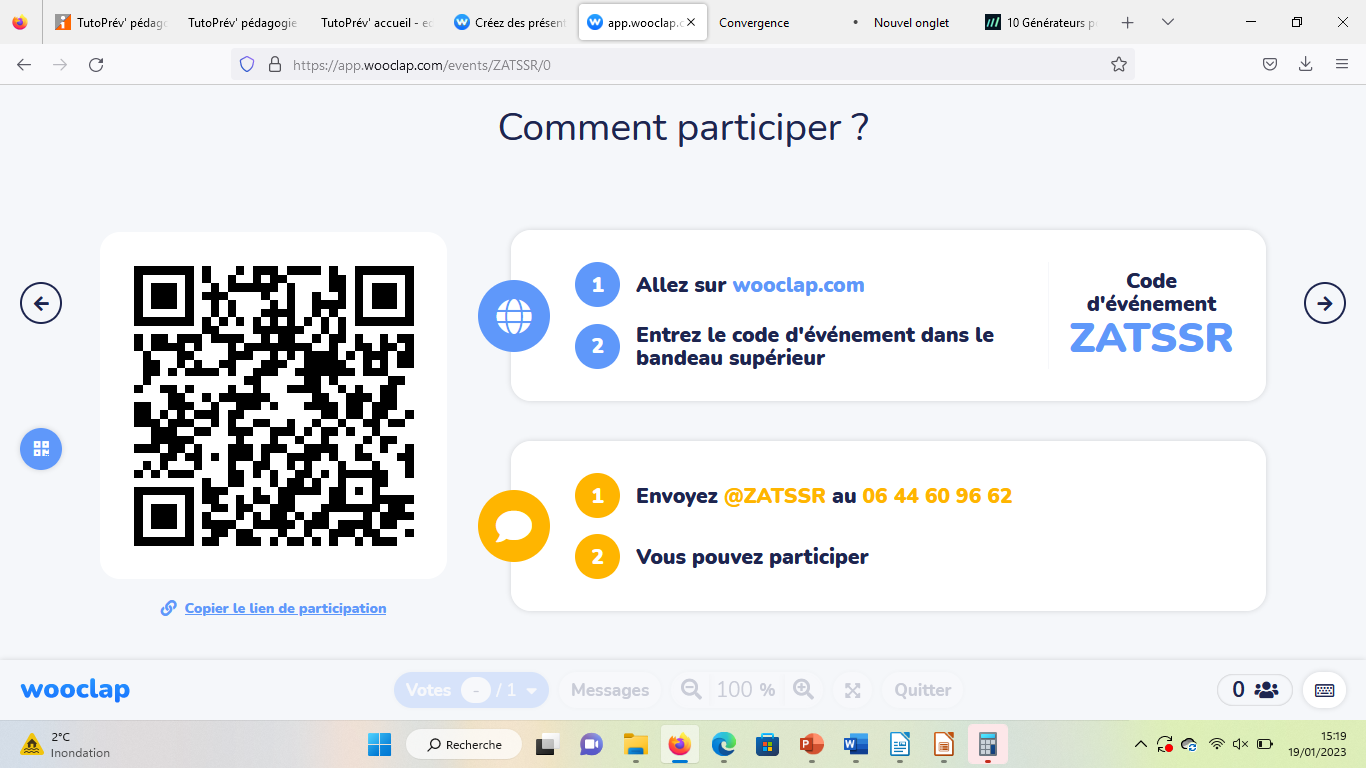 TutoPrév' pédago
TutoPrév' pédagogie
TutoPrév' accueil - ed
Créez des présent
app.wooclap.c
Convergence
Nouvel onglet
10 Générateurs p
https://app.wooclap.com/events/ZATSSR/0
Comment participer ?
1 Allez sur wooclap.com
2 Entrez le code d'événement dans le
bandeau supérieur
Code
d'événement
ZATSSR
1 Envoyez @ZATSSR au 06 44 60 96 62
2 Vous pouvez participer
Copier le lien de participation
wooclap
Votes - / 1
Messages
100 %
Quitter
0
2°C
Inondation
Recherche
15:19
19/01/2023